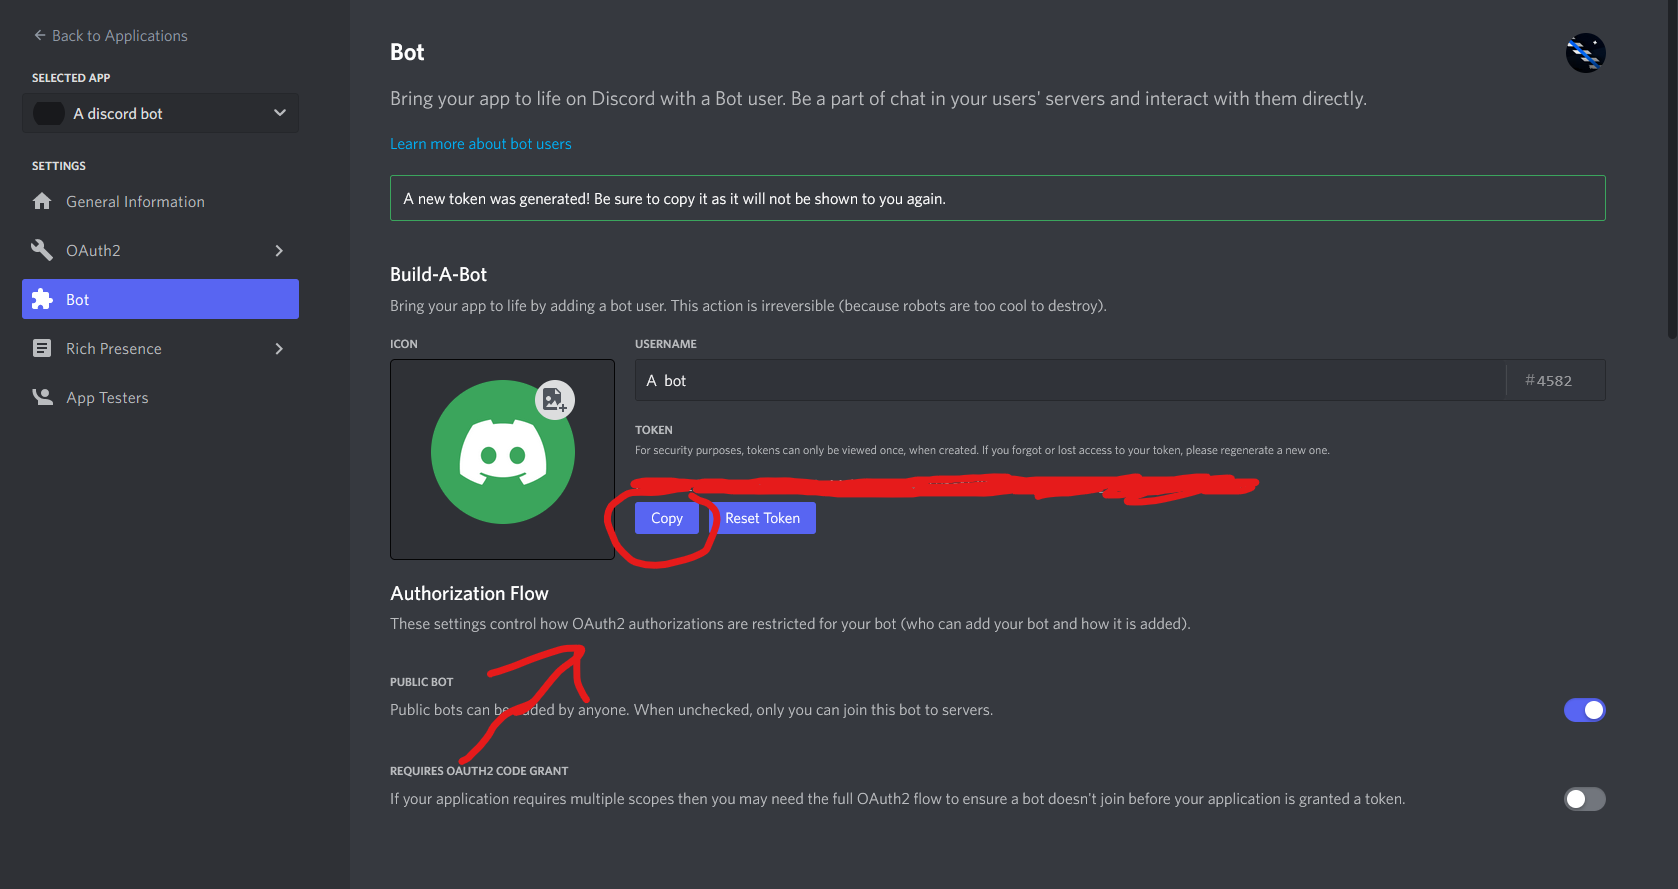 Back to Applications
SELECTED APP
A discord bot
SETTINGS
General Information
OAuth2
Bot
Rich Presence
App Testers
Bot
Bring your app to life on Discord with a Bot user. Be a part of chat in your users' servers and interact with them directly.
Learn more about bot users
A new token was generated! Be sure to copy it as it will not be shown to you again.
Build-A-Bot
Bring your app to life by adding a bot user. This action is irreversible (because robots are too cool to destroy).
ICON
USERNAME
A bot #4582
TOKEN
For security purposes, tokens can only be viewed once, when created. If you forgot or lost access to your token, please regenerate a new one.
Copy Reset Token
Authorization Flow
These settings control how OAuth2 authorizations are restricted for your bot (who can add your bot and how it is added).
PUBLIC BOT
Public bots can be added by anyone. When unchecked, only you can join this bot to servers.
REQUIRES OAUTH2 CODE GRANT
If your application requires multiple scopes then you may need the full OAuth2 flow to ensure a bot doesn't join before your application is granted a token.